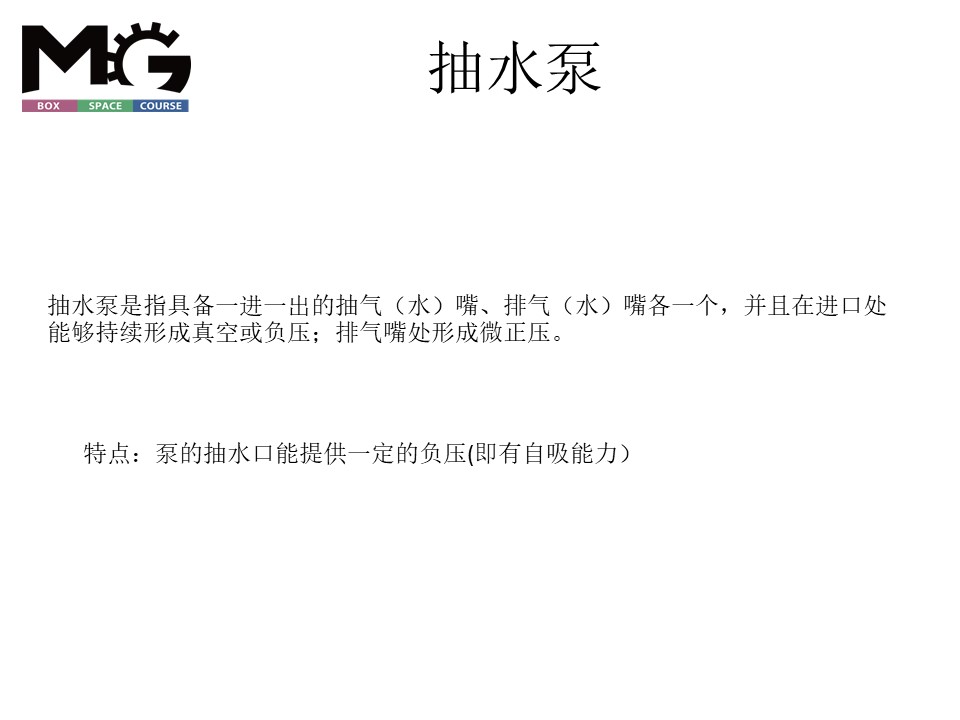 MG
BOX SPACE COURSE
抽水泵
抽水泵是指具备一进一出的抽气（水）嘴、排气（水）嘴各一个，并且在进口处
能够持续形成真空或负压；排气嘴处形成微正压。
特点：泵的抽水口能提供一定的负压(即有自吸能力）